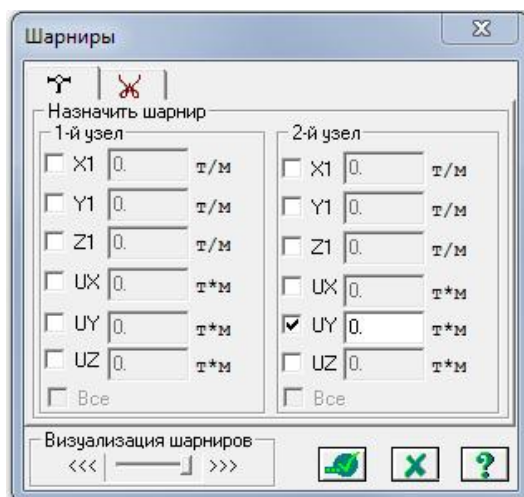 Шарниры
Назначить шарнир
1-й узел
X1 0. т/м
Y1 0. т/м
Z1 0. т/м
UX 0. т*м
UY 0. т*м
UZ 0. т*м
Все
2-й узел
X1 0. т/м
Y1 0. т/м
Z1 0. т/м
UX 0. т*м
UY 0. т*м
UZ 0. т*м
Все
Визуализация шарниров
<<< >>>
?